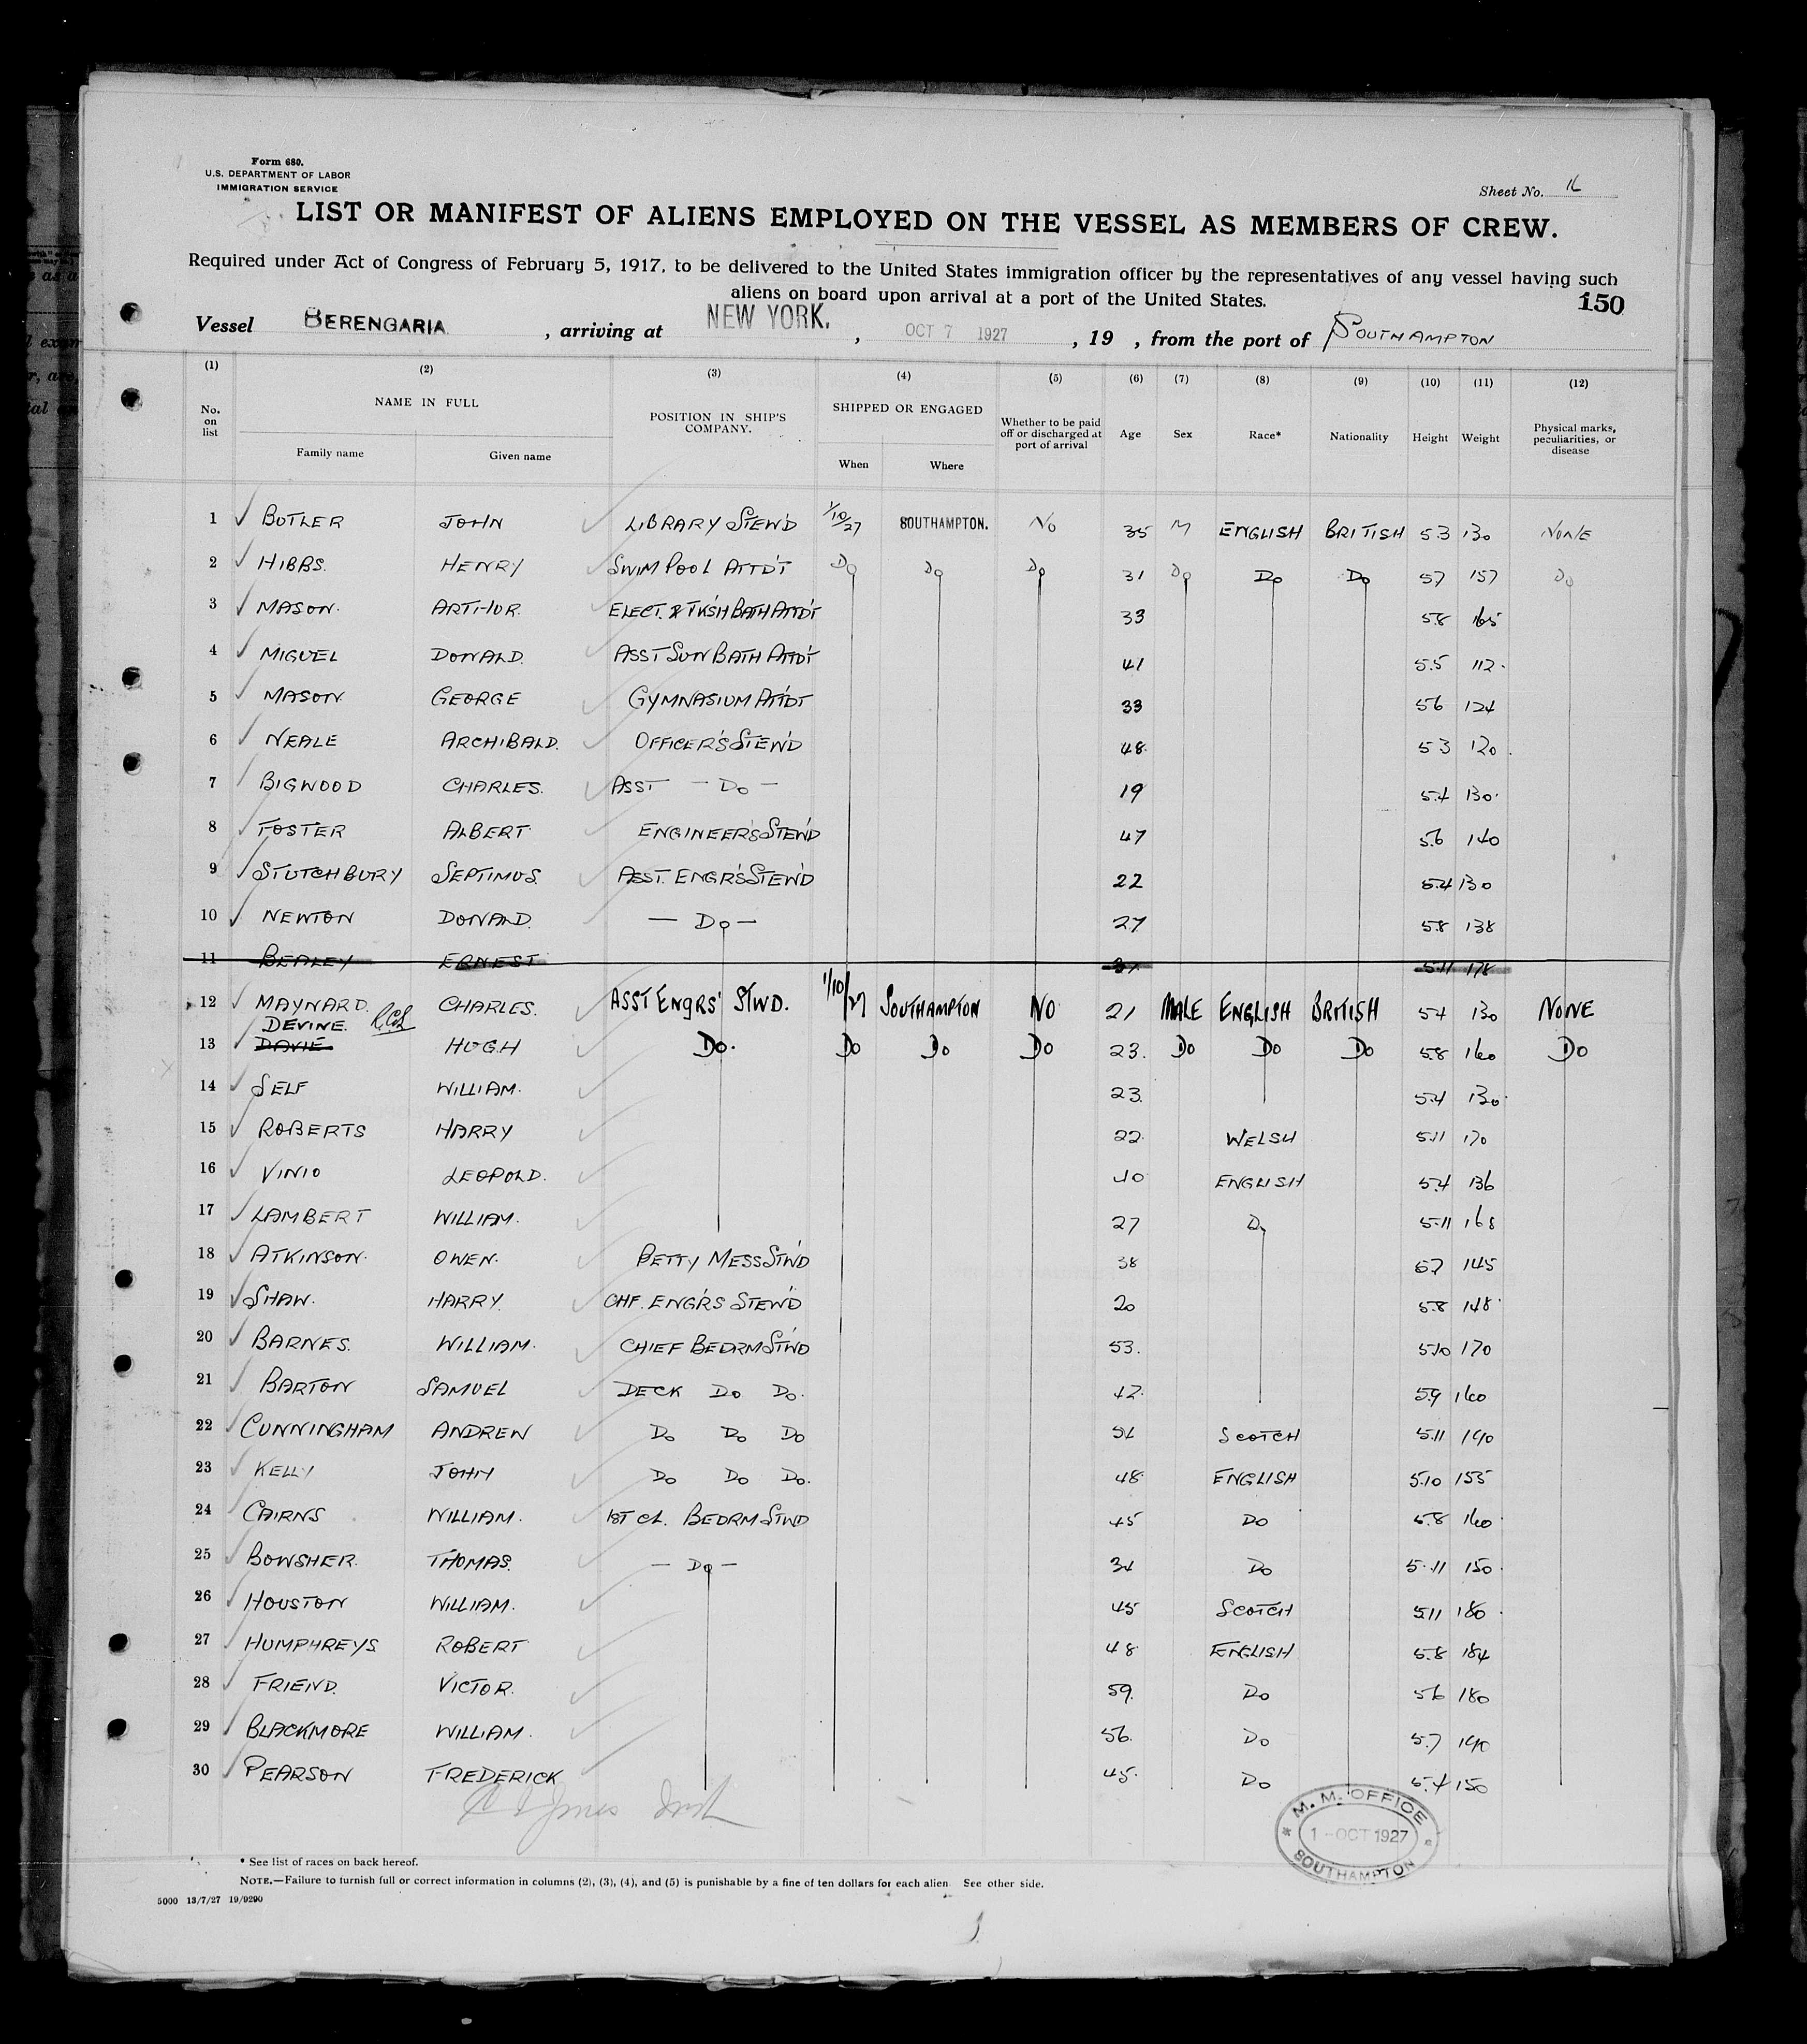 Form 680.
U.S. DEPARTMENT OF LABOR
IMMIGRATION SERVICE
Sheet No. 16
LIST OR MANIFEST OF ALIENS EMPLOYED ON THE VESSEL AS MEMBERS OF CREW.
Required under Act of Congress of February 5, 1917, to be delivered to the United States immigration officer by the representatives of any vessel having such
aliens on board upon arrival at a port of the United States.
150
Vessel BERENGARIA, arriving at NEW YORK, OCT 7 1927, 19 , from the port of SOUTHAMPTON
(1) (2) (3) (4) (5) (6) (7) (8) (9) (10) (11) (12)
No. on list NAME IN FULL Family name Given name POSITION IN SHIP'S COMPANY. SHIPPED OR ENGAGED When Where Whether to be paid off or discharged at port of arrival Age Sex Race* Nationality Height Weight Physical marks, peculiarities, or disease
1 BUTLER JOHN LIBRARY STEW'D 1/10/27 SOUTHAMPTON. No 35 M ENGLISH BRITISH 5.3 130 NONE
2 HIBBS. HENRY SWIM POOL ATTD'T Do Do Do 31 Do Do Do 57 157 Do
3 MASON. ARTHUR. ELECT. & TKSH BATH ATTD'T 33 5.8 165
4 MIGUEL DONALD. ASST SUN BATH ATTD'T 41 5.5 112.
5 MASON GEORGE GYMNASIUM ATTDT 33 56 124
6 NEALE ARCHIBALD. OFFICER'S STEW'D 48. 5 3 120.
7 BIGWOOD CHARLES. ASST — Do — 19 5.4 130.
8 FOSTER ALBERT ENGINEER'S STEW'D 47 5.6 140
9 STUTCHBURY SEPTIMUS. ASST. ENGR'S STEW'D 22 5.4 130
10 NEWTON DONALD. — Do — 27 5.8 138
11 BEALEY ERNEST 5.11 178
12 MAYNARD. CHARLES. ASST ENGRS' STWD. 1/10/27 SOUTHAMPTON NO 21 MALE ENGLISH BRITISH 54 130 NONE
DEVINE.
13 DAVIE HUGH Do. Do Do Do 23. Do Do Do 5.8 160 Do
14 SELF WILLIAM. 23. 5.4 130.
15 ROBERTS HARRY 22. WELSH 5.11 170
16 VINIO LEOPOLD. 40 ENGLISH 5.4 136
17 LAMBERT WILLIAM. 27 Do 5.11 168
18 ATKINSON. OWEN. PETTY MESS STW'D 38 5.7 145
19 SHAW. HARRY. CHF. ENG'RS STEW'D 20 5.8 148
20 BARNES. WILLIAM. CHIEF BEDRM STWD 53. 5.10 170
21 BARTON SAMUEL DECK Do Do. 42. 5.9 160
22 CUNNINGHAM ANDREW Do Do Do SCOTCH 5.11 190
23 KELLY JOHN Do Do Do. 48 ENGLISH 5.10 155
24 CAIRNS WILLIAM. 1ST CL. BEDRM STWD 45 Do 5.8 160.
25 BOWSHER. THOMAS. — Do — 34 Do 5.11 150.
26 HOUSTON WILLIAM. 45 SCOTCH 5.11 180.
27 HUMPHREYS ROBERT 48 ENGLISH 5.8 184
28 FRIEND. VICTOR. 59. Do 5.6 180
29 BLACKMORE WILLIAM. 56. Do 5.7 190
30 PEARSON FREDERICK 45. Do 5.4 150
M. M. OFFICE
1 - OCT 1927
SOUTHAMPTON
* See list of races on back hereof.
NOTE.—Failure to furnish full or correct information in columns (2), (3), (4), and (5) is punishable by a fine of ten dollars for each alien. See other side.
5000 13/7/27 19/9290